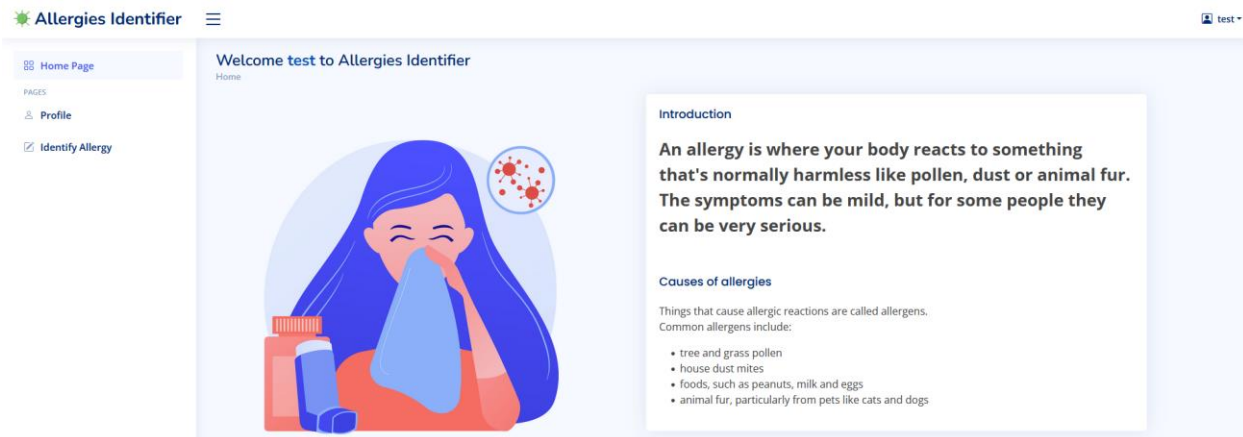 Allergies Identifier
test
Home Page
PAGES
Profile
Identify Allergy
Welcome test to Allergies Identifier
Home
Introduction
An allergy is where your body reacts to something
that's normally harmless like pollen, dust or animal fur.
The symptoms can be mild, but for some people they
can be very serious.
Causes of allergies
Things that cause allergic reactions are called allergens.
Common allergens include:
• tree and grass pollen
• house dust mites
• foods, such as peanuts, milk and eggs
• animal fur, particularly from pets like cats and dogs